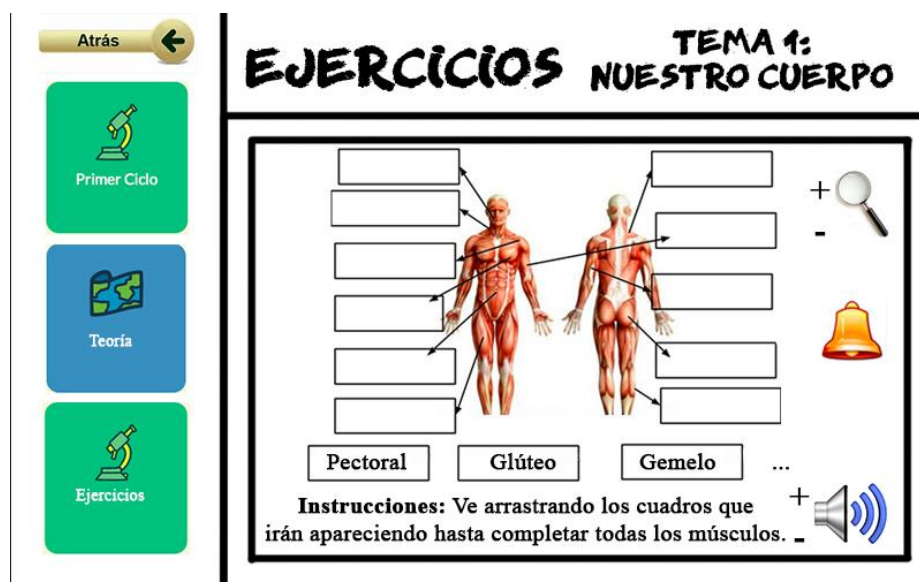 Atrás
Primer Ciclo
Teoría
Ejercicios
EJERCICIOS
TEMA 1:
NUESTRO CUERPO
+
-
Pectoral
Glúteo
Gemelo
...
Instrucciones: Ve arrastrando los cuadros que
irán apareciendo hasta completar todas los músculos.
+
-